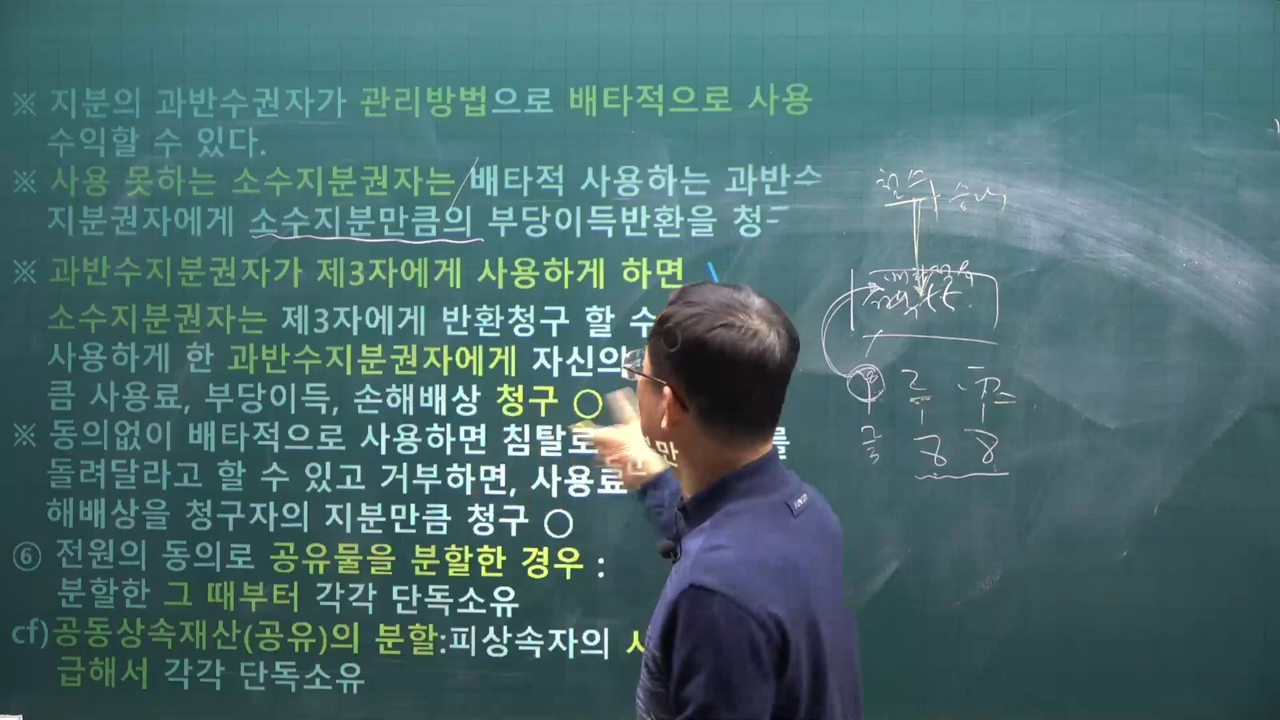 ※ 지분의 과반수권자가 관리방법으로 배타적으로 사용
수익할 수 있다.
※ 사용 못하는 소수지분권자는 배타적 사용하는 과반수
지분권자에게 소수지분만큼의 부당이득반환을 청
※ 과반수지분권자가 제3자에게 사용하게 하면
소수지분권자는 제3자에게 반환청구 할 수
사용하게 한 과반수지분권자에게 자신의
큼 사용료, 부당이득, 손해배상 청구 ○
※ 동의없이 배타적으로 사용하면 침탈로 를
돌려달라고 할 수 있고 거부하면, 사용료
해배상을 청구자의 지분만큼 청구 ○
⑥ 전원의 동의로 공유물을 분할한 경우 :
분할한 그 때부터 각각 단독소유
cf)공동상속재산(공유)의 분할:피상속자의
급해서 각각 단독소유